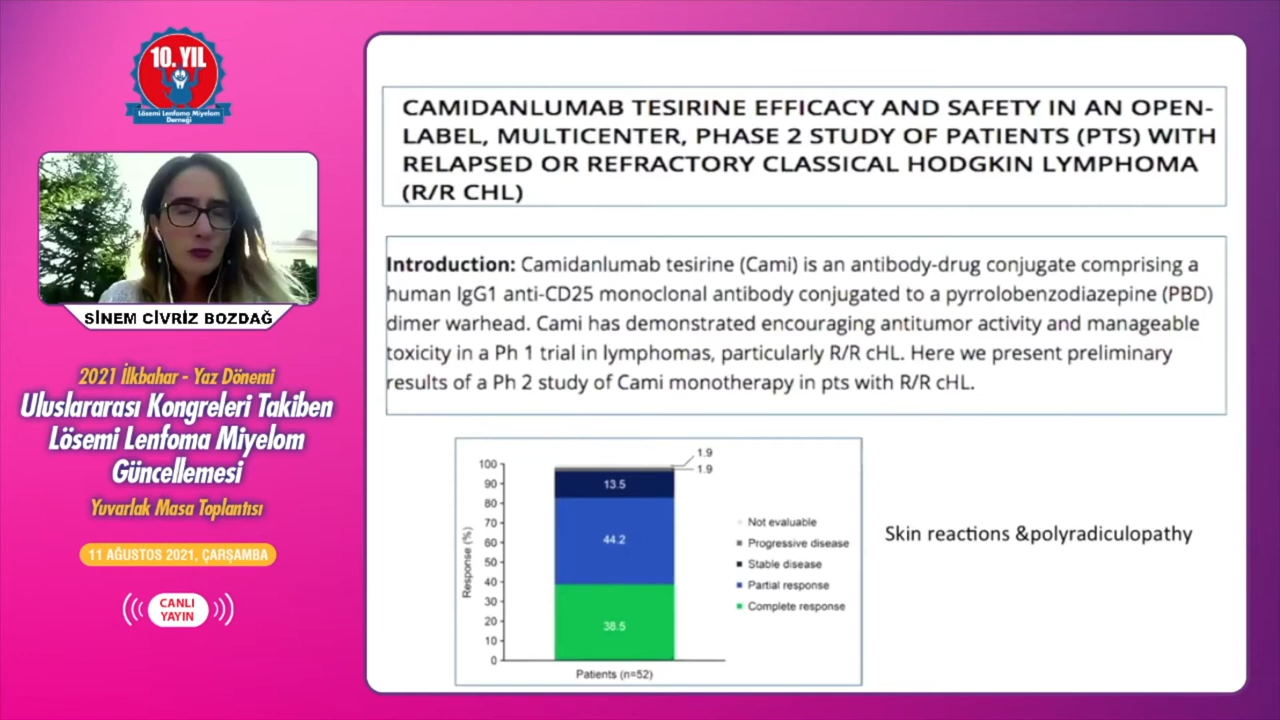 10. YIL
Lösemi Lenfoma Miyelom
Derneği
SİNEM CİVRİZ BOZDAĞ
2021 İlkbahar - Yaz Dönemi
Uluslararası Kongreleri Takiben
Lösemi Lenfoma Miyelom
Güncellemesi
Yuvarlak Masa Toplantısı
11 AĞUSTOS 2021, ÇARŞAMBA
CANLI
YAYIN
CAMIDANLUMAB TESIRINE EFFICACY AND SAFETY IN AN OPEN-
LABEL, MULTICENTER, PHASE 2 STUDY OF PATIENTS (PTS) WITH
RELAPSED OR REFRACTORY CLASSICAL HODGKIN LYMPHOMA
(R/R CHL)
Introduction: Camidanlumab tesirine (Cami) is an antibody-drug conjugate comprising a
human IgG1 anti-CD25 monoclonal antibody conjugated to a pyrrolobenzodiazepine (PBD)
dimer warhead. Cami has demonstrated encouraging antitumor activity and manageable
toxicity in a Ph 1 trial in lymphomas, particularly R/R cHL. Here we present preliminary
results of a Ph 2 study of Cami monotherapy in pts with R/R cHL.
Response (%)
100
90
80
70
60
50
40
30
20
10
0
1.9
1.9
13.5
44.2
38.5
Patients (n=52)
Not evaluable
Progressive disease
Stable disease
Partial response
Complete response
Skin reactions &polyradiculopathy